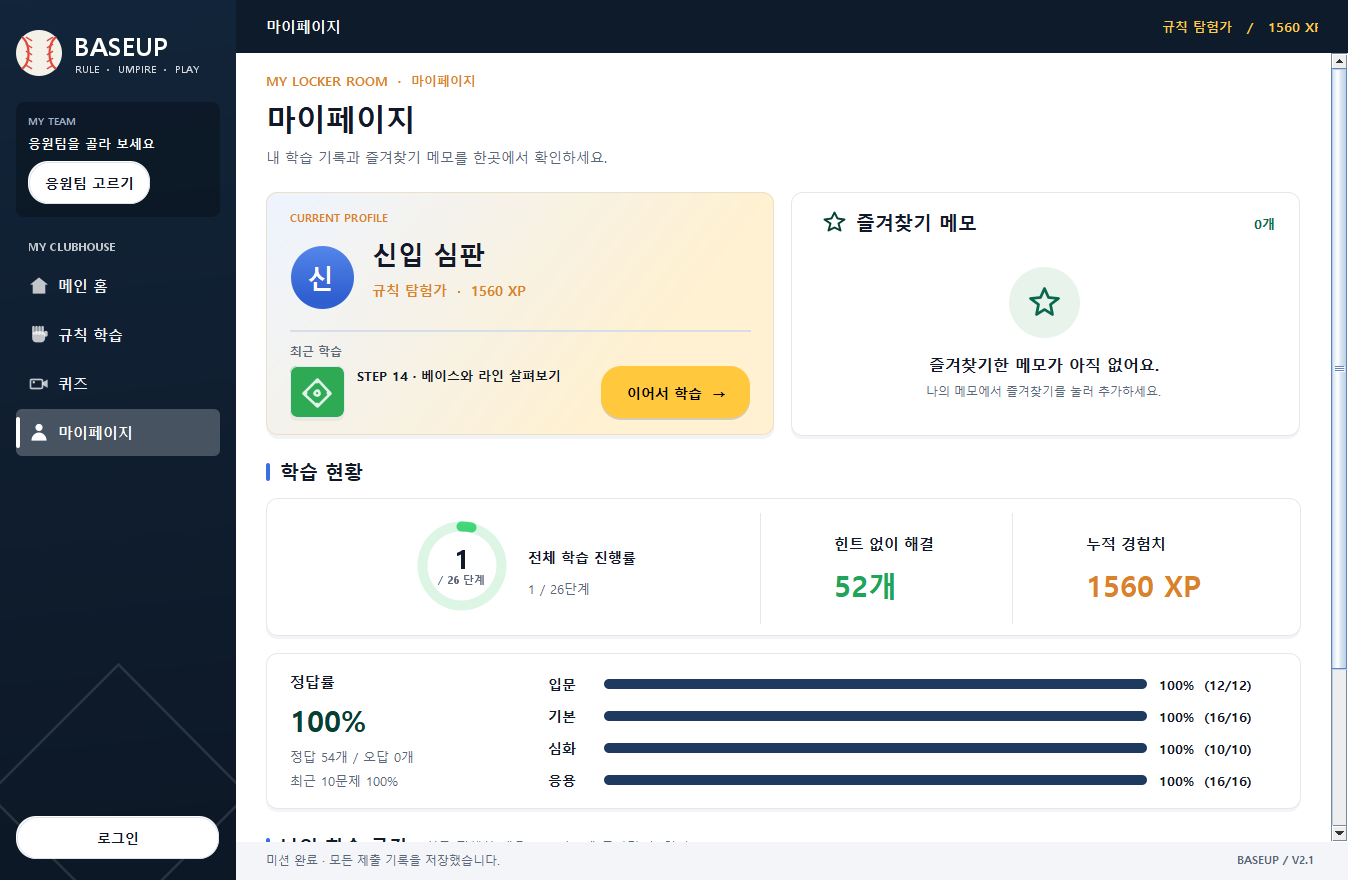 BASEUP
RULE · UMPIRE · PLAY
MY TEAM
응원팀을 골라 보세요
응원팀 고르기
MY CLUBHOUSE
메인 홈
규칙 학습
퀴즈
마이페이지
로그인
마이페이지
규칙 탐험가 / 1560
MY LOCKER ROOM · 마이페이지
마이페이지
내 학습 기록과 즐겨찾기 메모를 한곳에서 확인하세요.
CURRENT PROFILE
신
신입 심판
규칙 탐험가 · 1560 XP
최근 학습
STEP 14 · 베이스와 라인 살펴보기
이어서 학습 →
즐겨찾기 메모
0개
즐겨찾기한 메모가 아직 없어요.
나의 메모에서 즐겨찾기를 눌러 추가하세요.
학습 현황
1
/ 26 단계
전체 학습 진행률
1 / 26단계
힌트 없이 해결
52개
누적 경험치
1560 XP
정답률
100%
정답 54개 / 오답 0개
최근 10문제 100%
입문 100% (12/12)
기본 100% (16/16)
심화 100% (10/10)
응용 100% (16/16)
미션 완료 · 모든 제출 기록을 저장했습니다.
BASEUP / V2.1